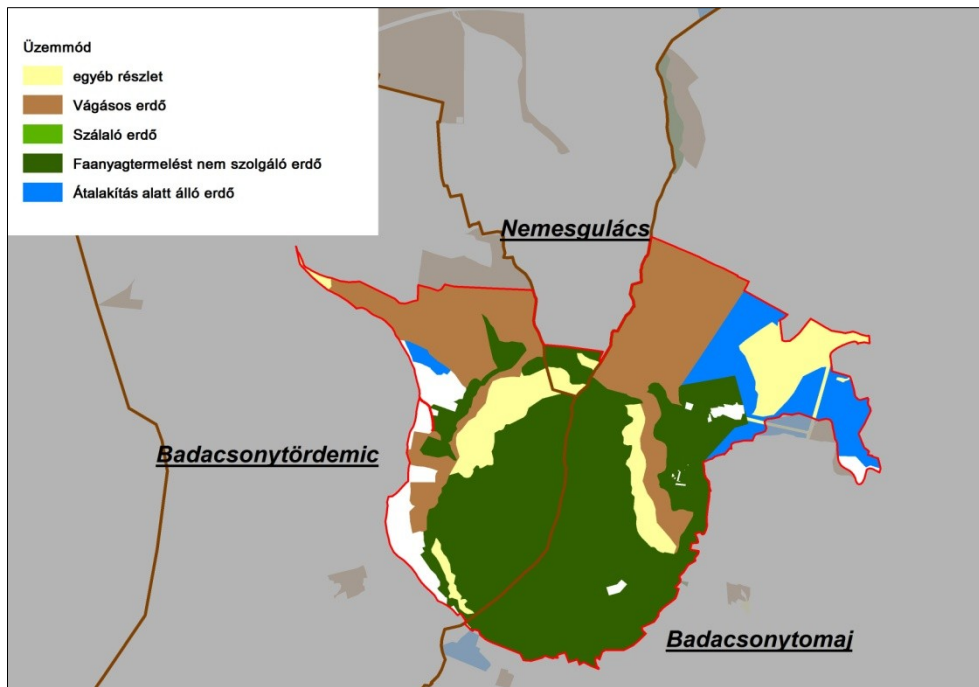 Üzemmód
egyéb részlet
Vágásos erdő
Szálaló erdő
Faanyagtermelést nem szolgáló erdő
Átalakítás alatt álló erdő
Nemesgulács
Badacsonytördemic
Badacsonytomaj